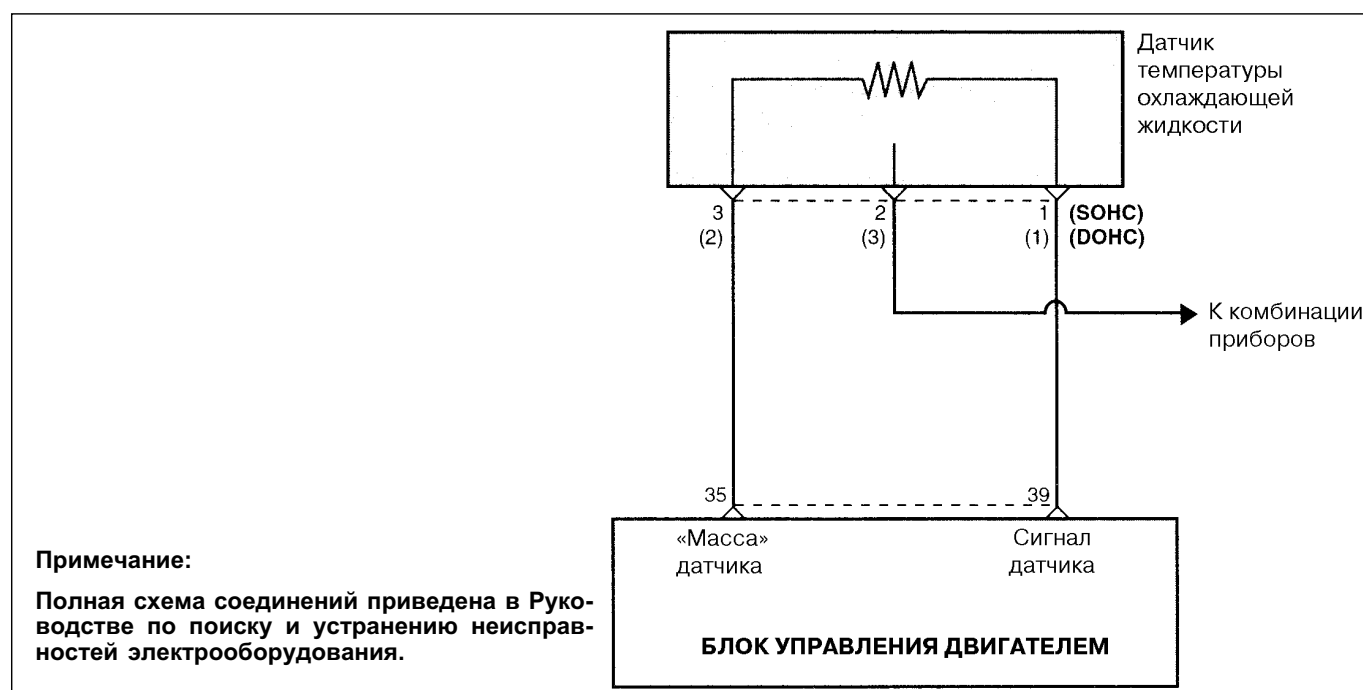 Датчик
температуры
охлаждающей
жидкости
3 2 1 (SOHC)
(2) (3) (1) (DOHC)
К комбинации
приборов
35 39
«Масса»
датчика
Сигнал
датчика
БЛОК УПРАВЛЕНИЯ ДВИГАТЕЛЕМ
Примечание:
Полная схема соединений приведена в Руко-
водстве по поиску и устранению неисправ-
ностей электрооборудования.